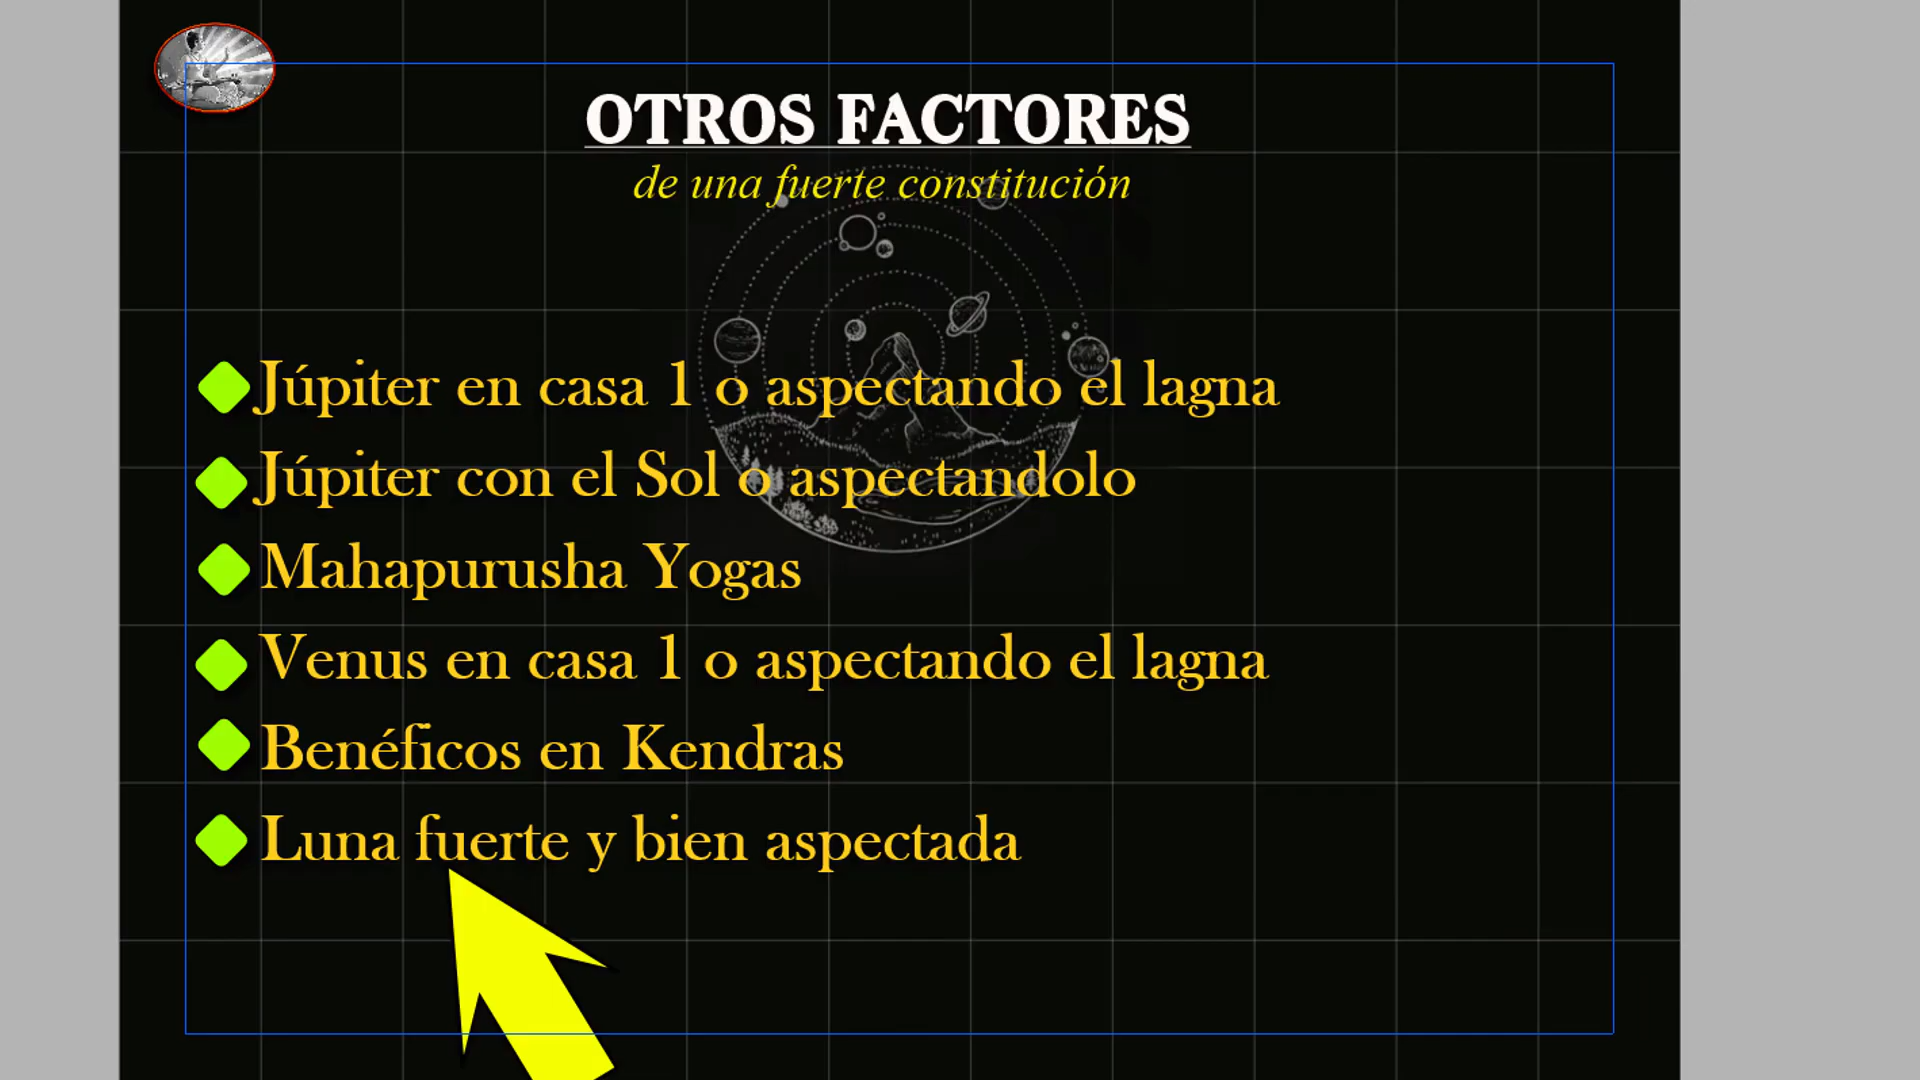 OTROS FACTORES
de una fuerte constitución
Júpiter en casa 1 o aspectando el lagna
Júpiter con el Sol o aspectandolo
Mahapurusha Yogas
Venus en casa 1 o aspectando el lagna
Benéficos en Kendras
Luna fuerte y bien aspectada